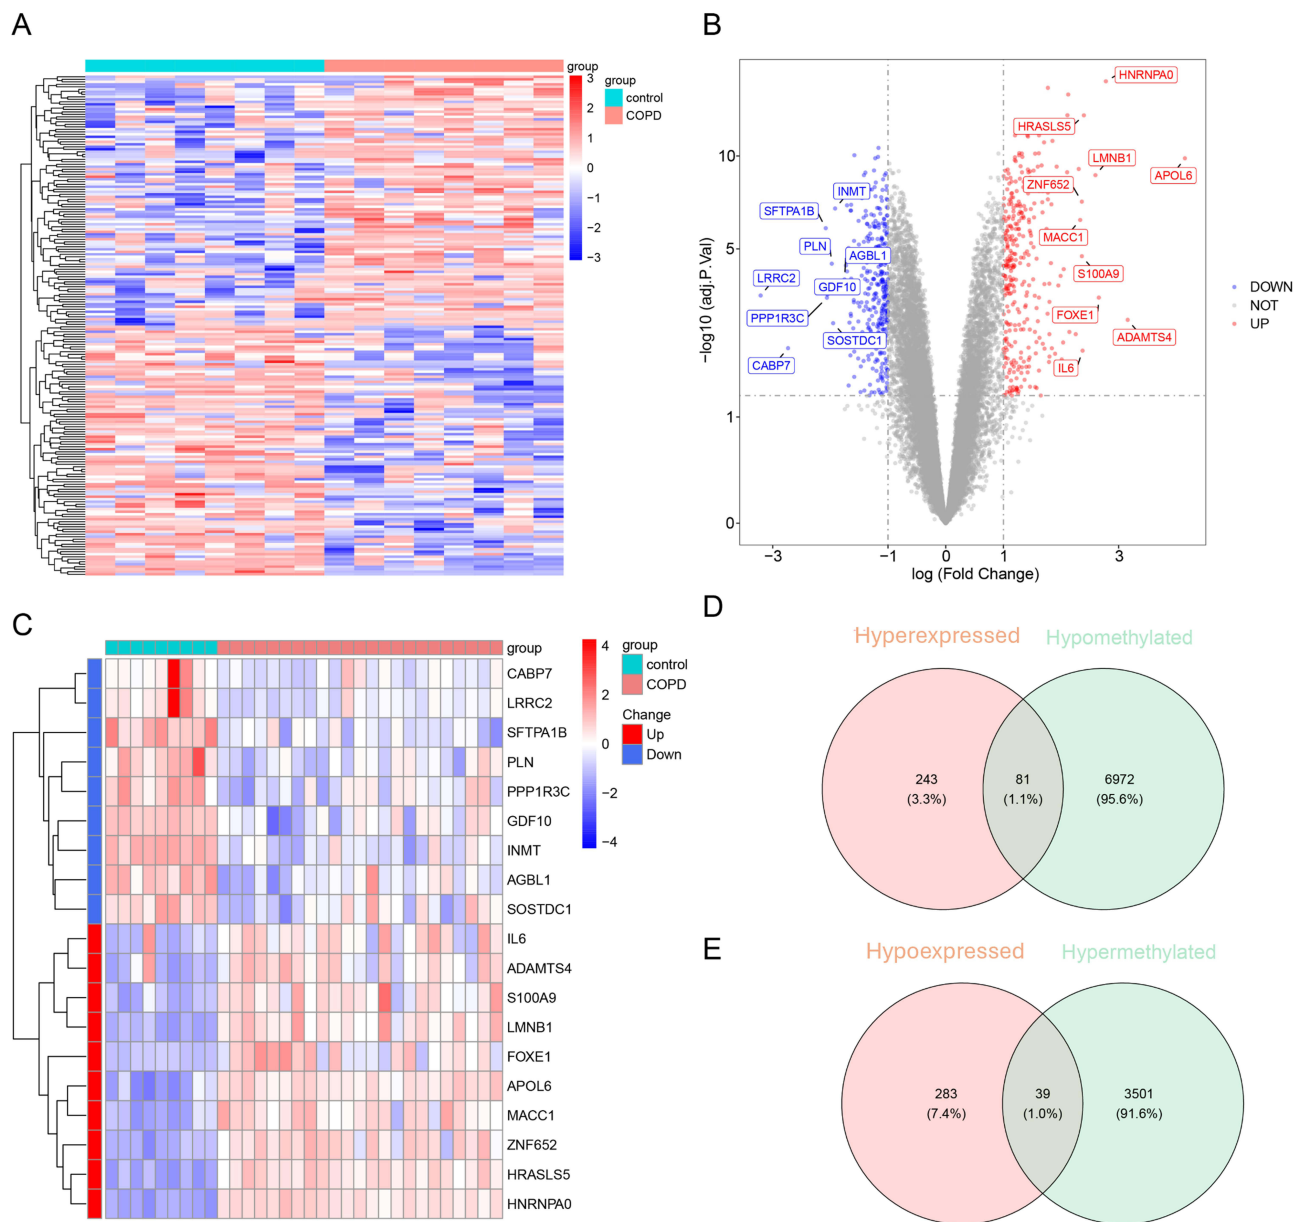 A
group
3
2
1
0
−1
−2
−3
group
control
COPD
B
HNRNPA0
HRASLS5
LMNB1
APOL6
ZNF652
MACC1
S100A9
FOXE1
ADAMTS4
IL6
INMT
SFTPA1B
PLN
AGBL1
LRRC2
GDF10
PPP1R3C
SOSTDC1
CABP7
10
5
1
0
−log10 (adj.P.Val)
−3
−1
0
1
3
log (Fold Change)
DOWN
NOT
UP
C
group
CABP7
LRRC2
SFTPA1B
PLN
PPP1R3C
GDF10
INMT
AGBL1
SOSTDC1
IL6
ADAMTS4
S100A9
LMNB1
FOXE1
APOL6
MACC1
ZNF652
HRASLS5
HNRNPA0
4
2
0
−2
−4
group
control
COPD
Change
Up
Down
D
Hyperexpressed Hypomethylated
243
(3.3%)
81
(1.1%)
6972
(95.6%)
E
Hypoexpressed Hypermethylated
283
(7.4%)
39
(1.0%)
3501
(91.6%)